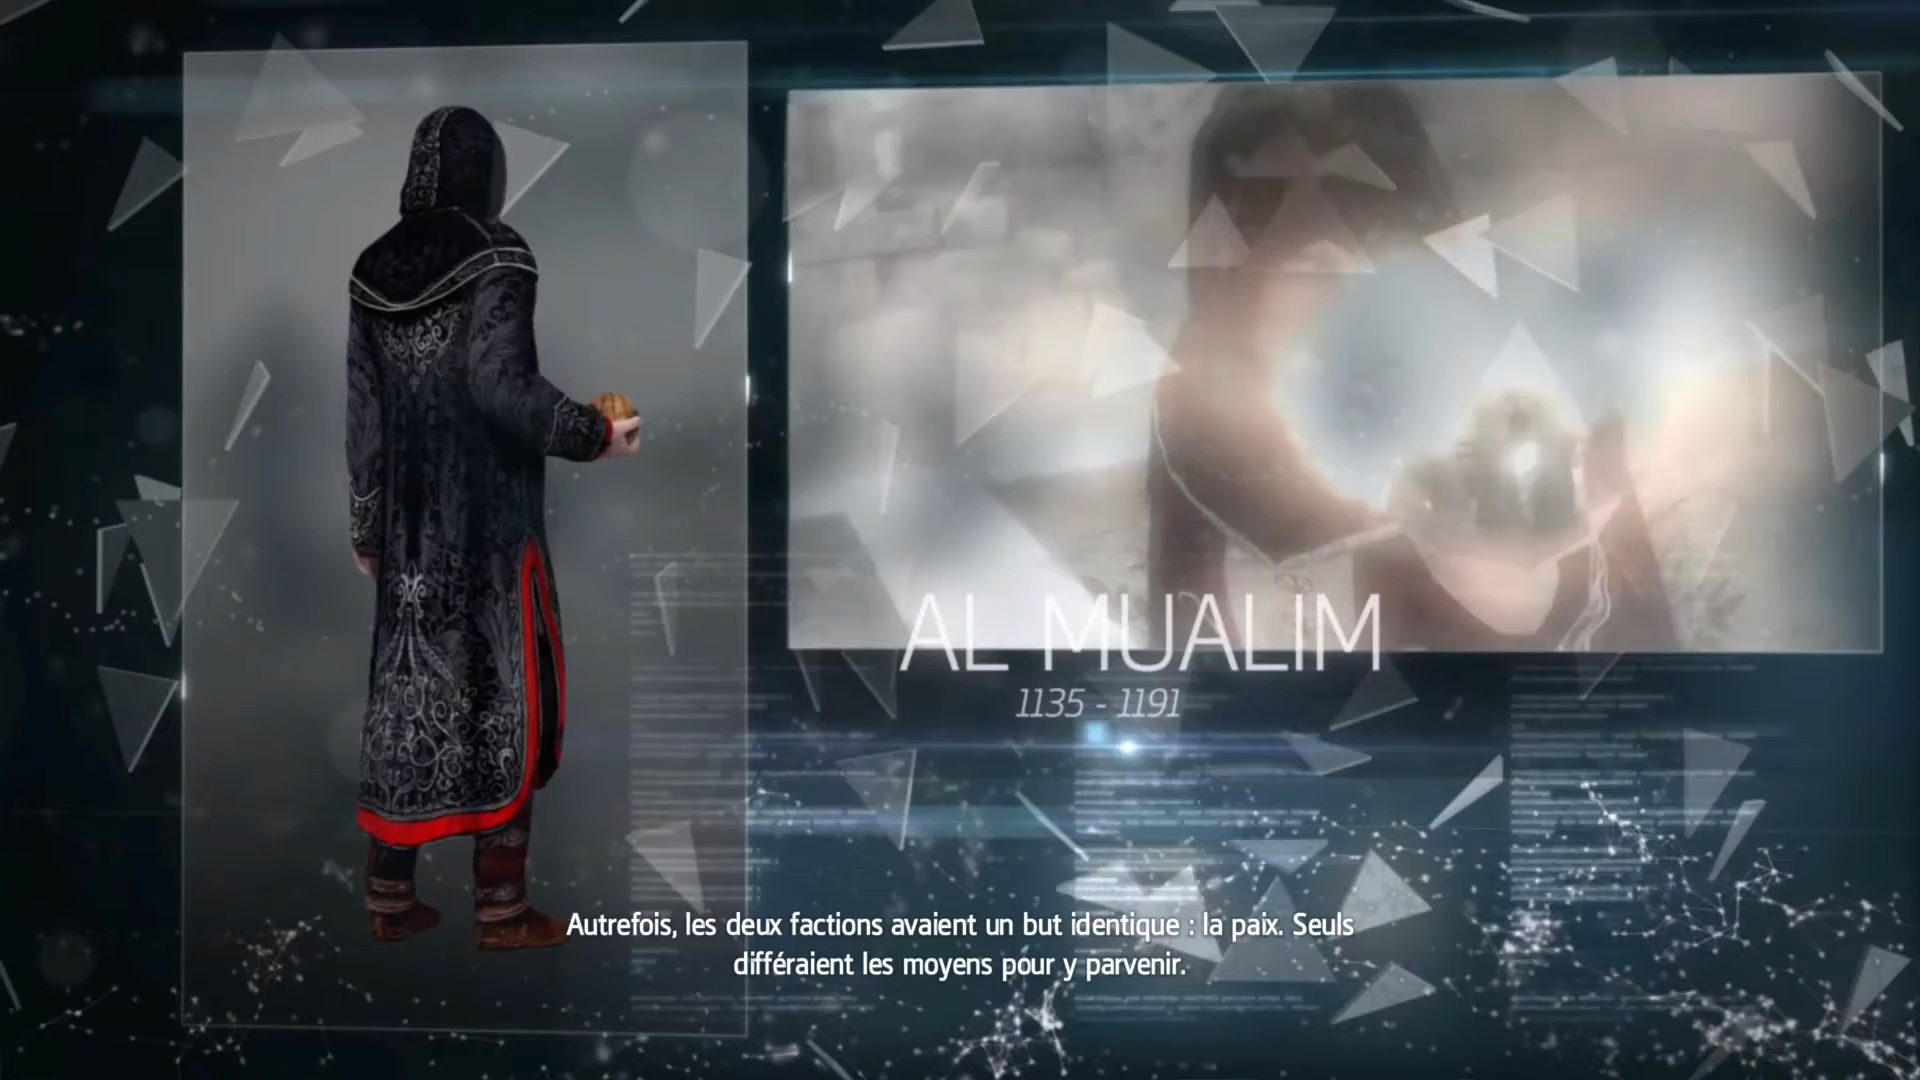 AL MUALIM
1135 - 1191
Autrefois, les deux factions avaient un but identique : la paix. Seuls
différaient les moyens pour y parvenir.